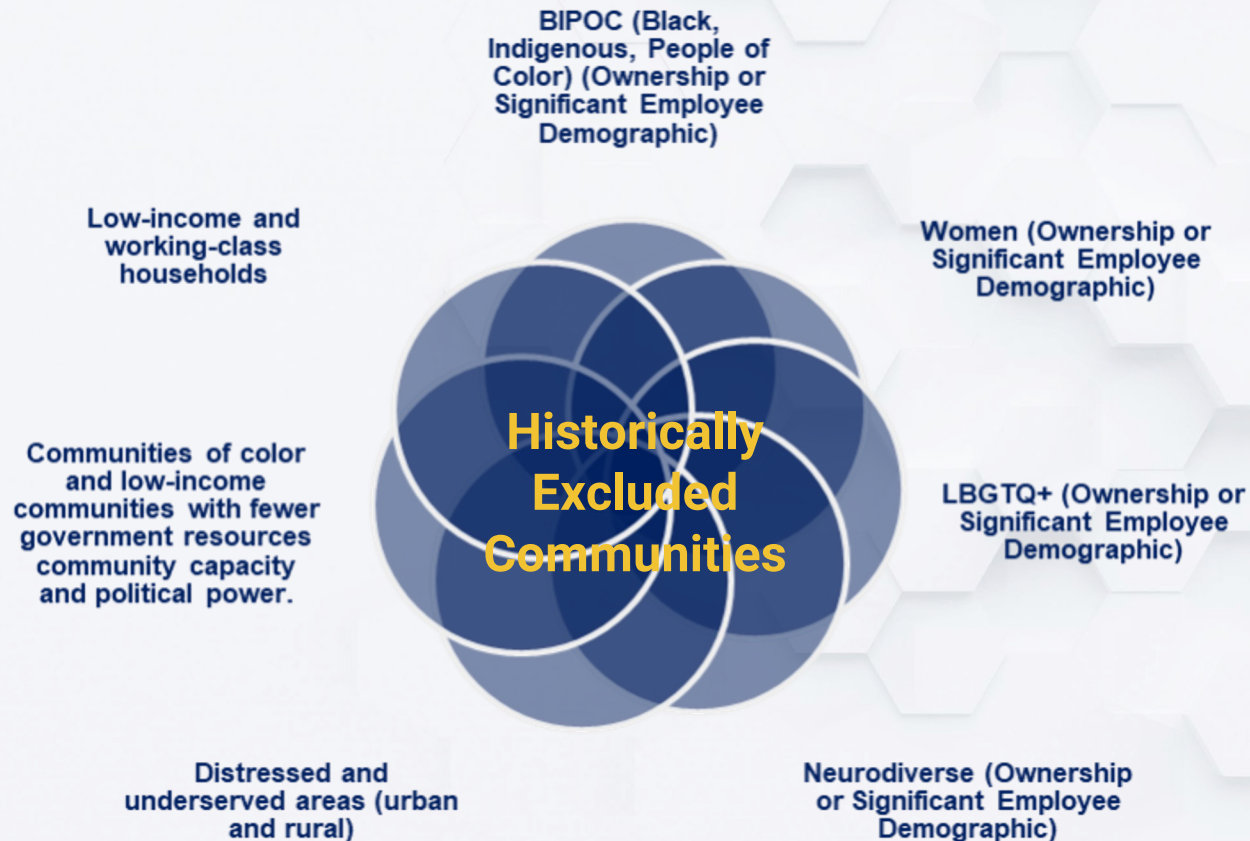 BIPOC (Black,
Indigenous, People of
Color) (Ownership or
Significant Employee
Demographic)
Low-income and
working-class
households
Women (Ownership or
Significant Employee
Demographic)
Historically
Excluded
Communities
Communities of color
and low-income
communities with fewer
government resources
community capacity
and political power.
LBGTQ+ (Ownership or
Significant Employee
Demographic)
Distressed and
underserved areas (urban
and rural)
Neurodiverse (Ownership
or Significant Employee
Demographic)